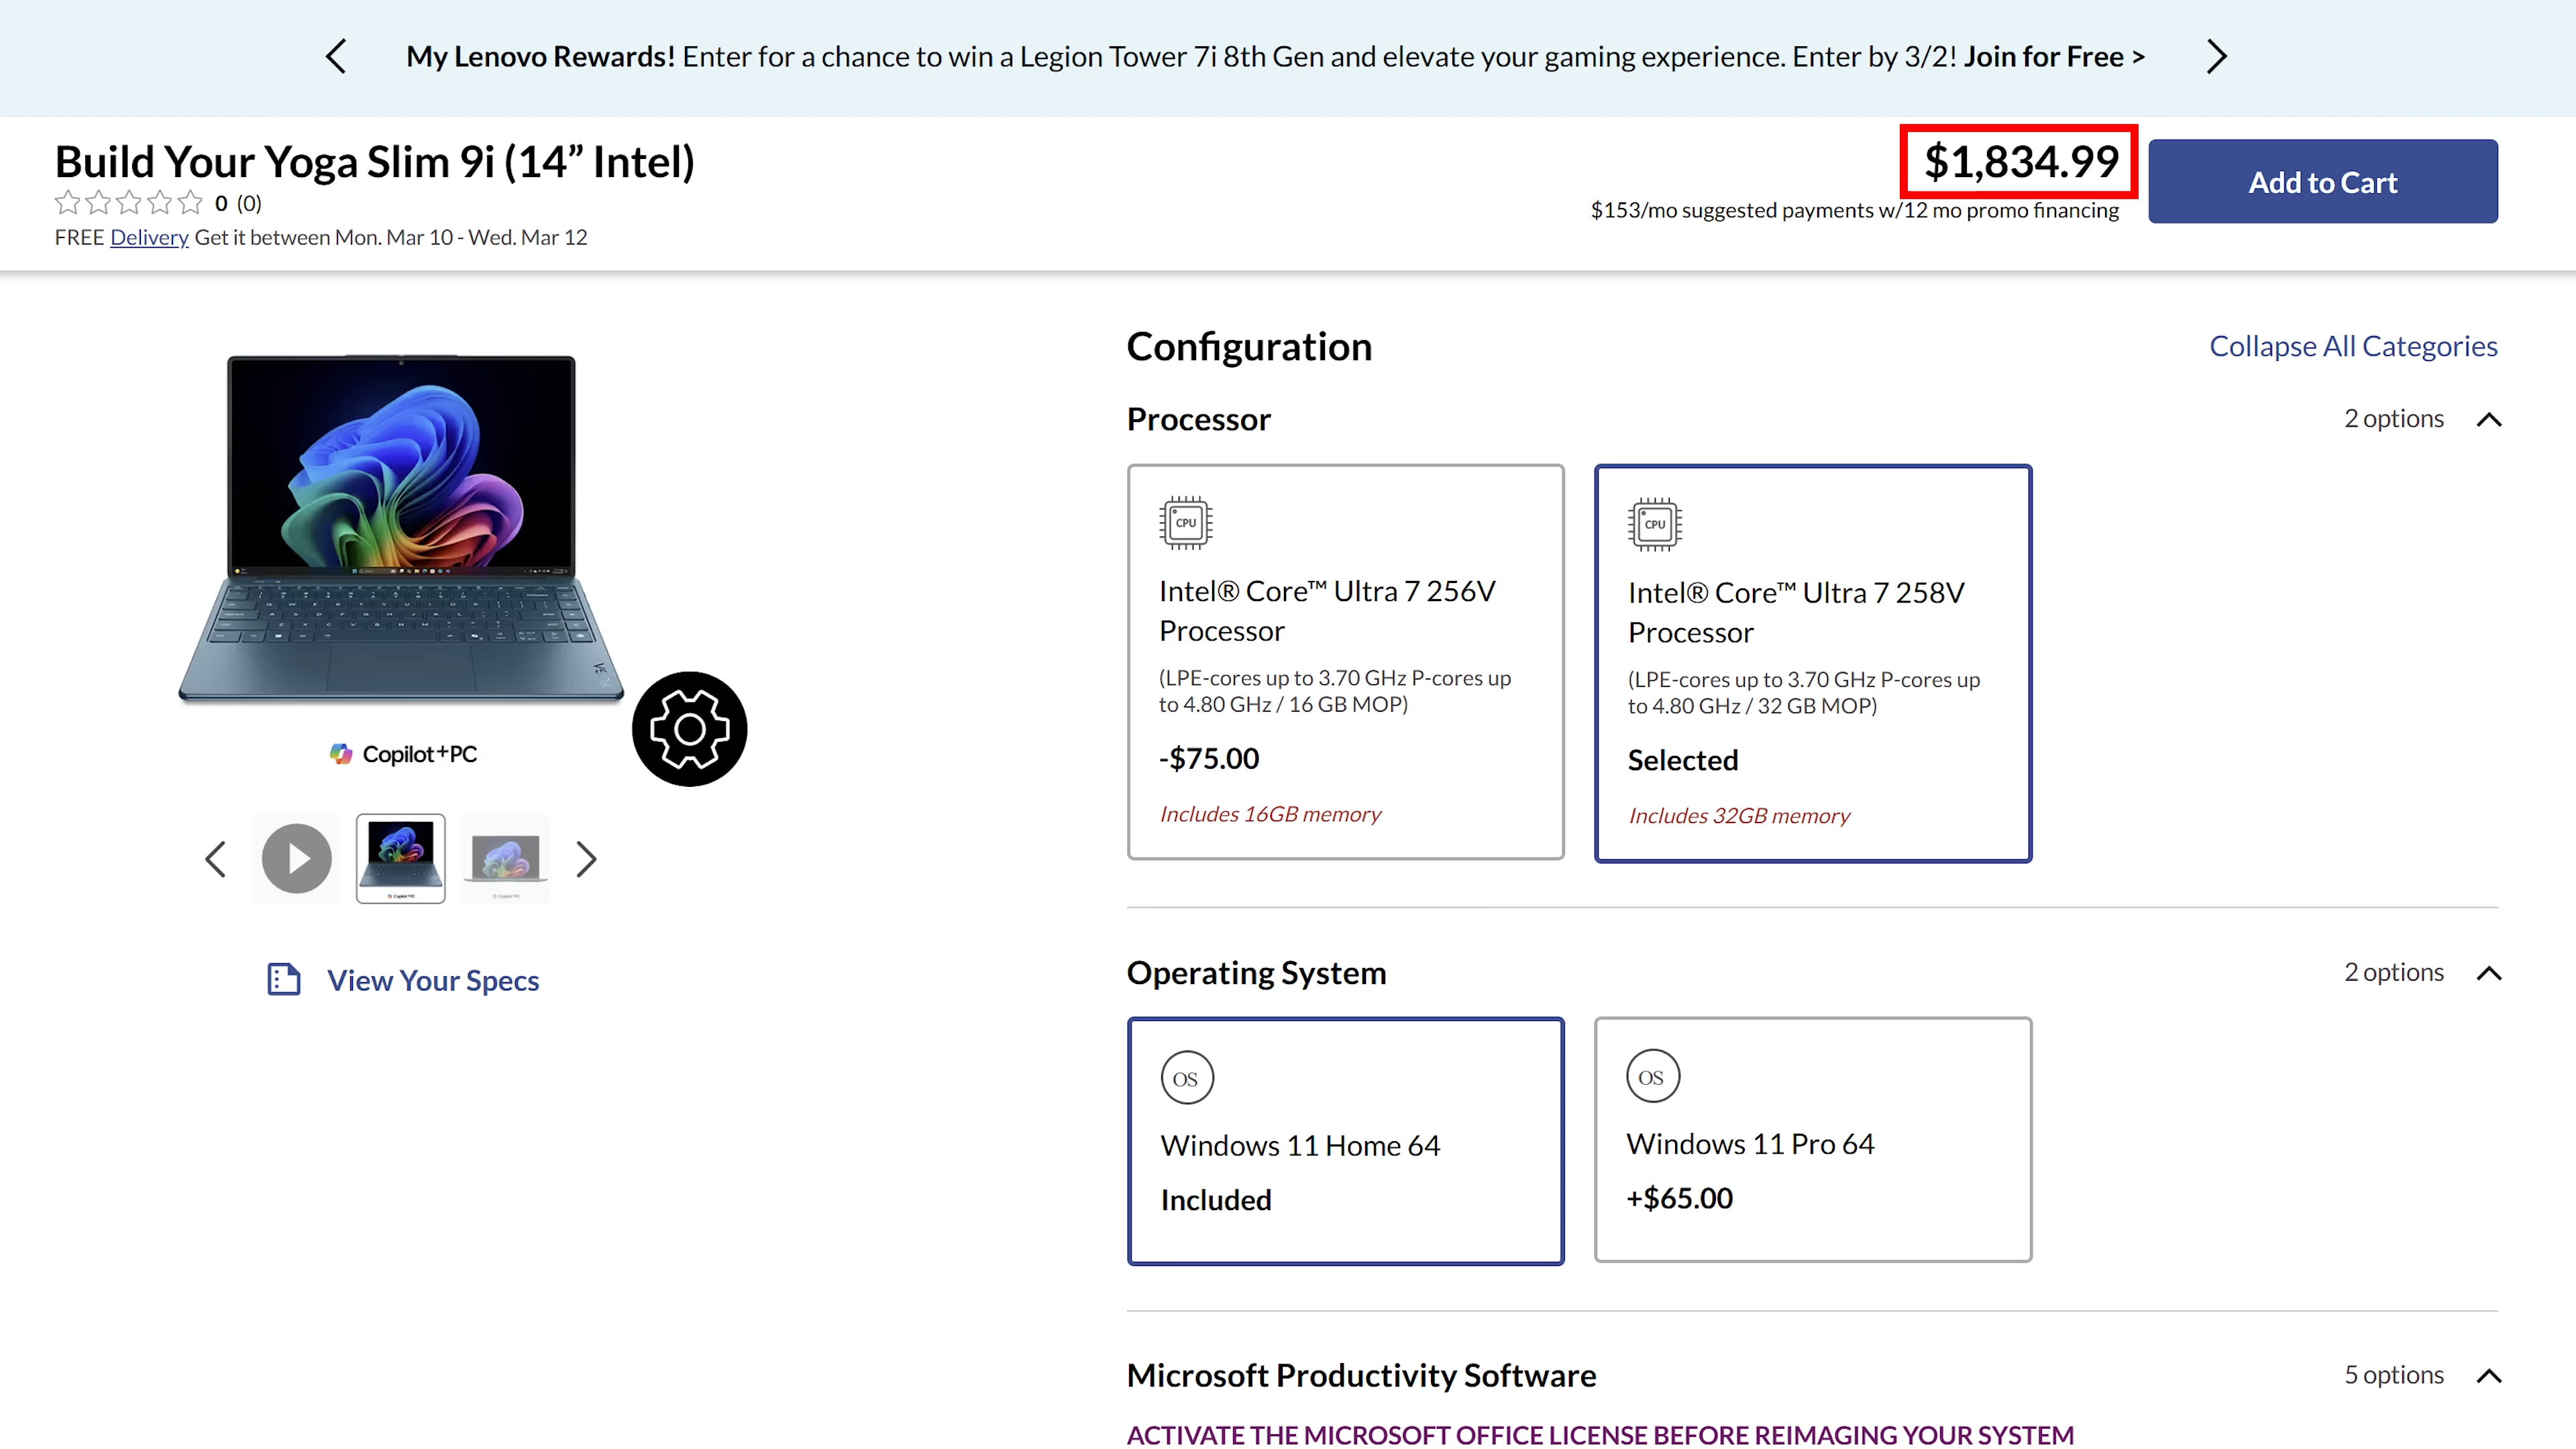 My Lenovo Rewards! Enter for a chance to win a Legion Tower 7i 8th Gen and elevate your gaming experience. Enter by 3/2! Join for Free >
Build Your Yoga Slim 9i (14” Intel)
0 (0)
FREE Delivery Get it between Mon. Mar 10 - Wed. Mar 12
$1,834.99
$153/mo suggested payments w/12 mo promo financing
Add to Cart
Copilot+PC
View Your Specs
Configuration
Collapse All Categories
Processor
2 options
CPU
Intel® Core™ Ultra 7 256V
Processor
(LPE-cores up to 3.70 GHz P-cores up
to 4.80 GHz / 16 GB MOP)
-$75.00
Includes 16GB memory
CPU
Intel® Core™ Ultra 7 258V
Processor
(LPE-cores up to 3.70 GHz P-cores up
to 4.80 GHz / 32 GB MOP)
Selected
Includes 32GB memory
Operating System
2 options
OS
Windows 11 Home 64
Included
OS
Windows 11 Pro 64
+$65.00
Microsoft Productivity Software
5 options
ACTIVATE THE MICROSOFT OFFICE LICENSE BEFORE REIMAGING YOUR SYSTEM